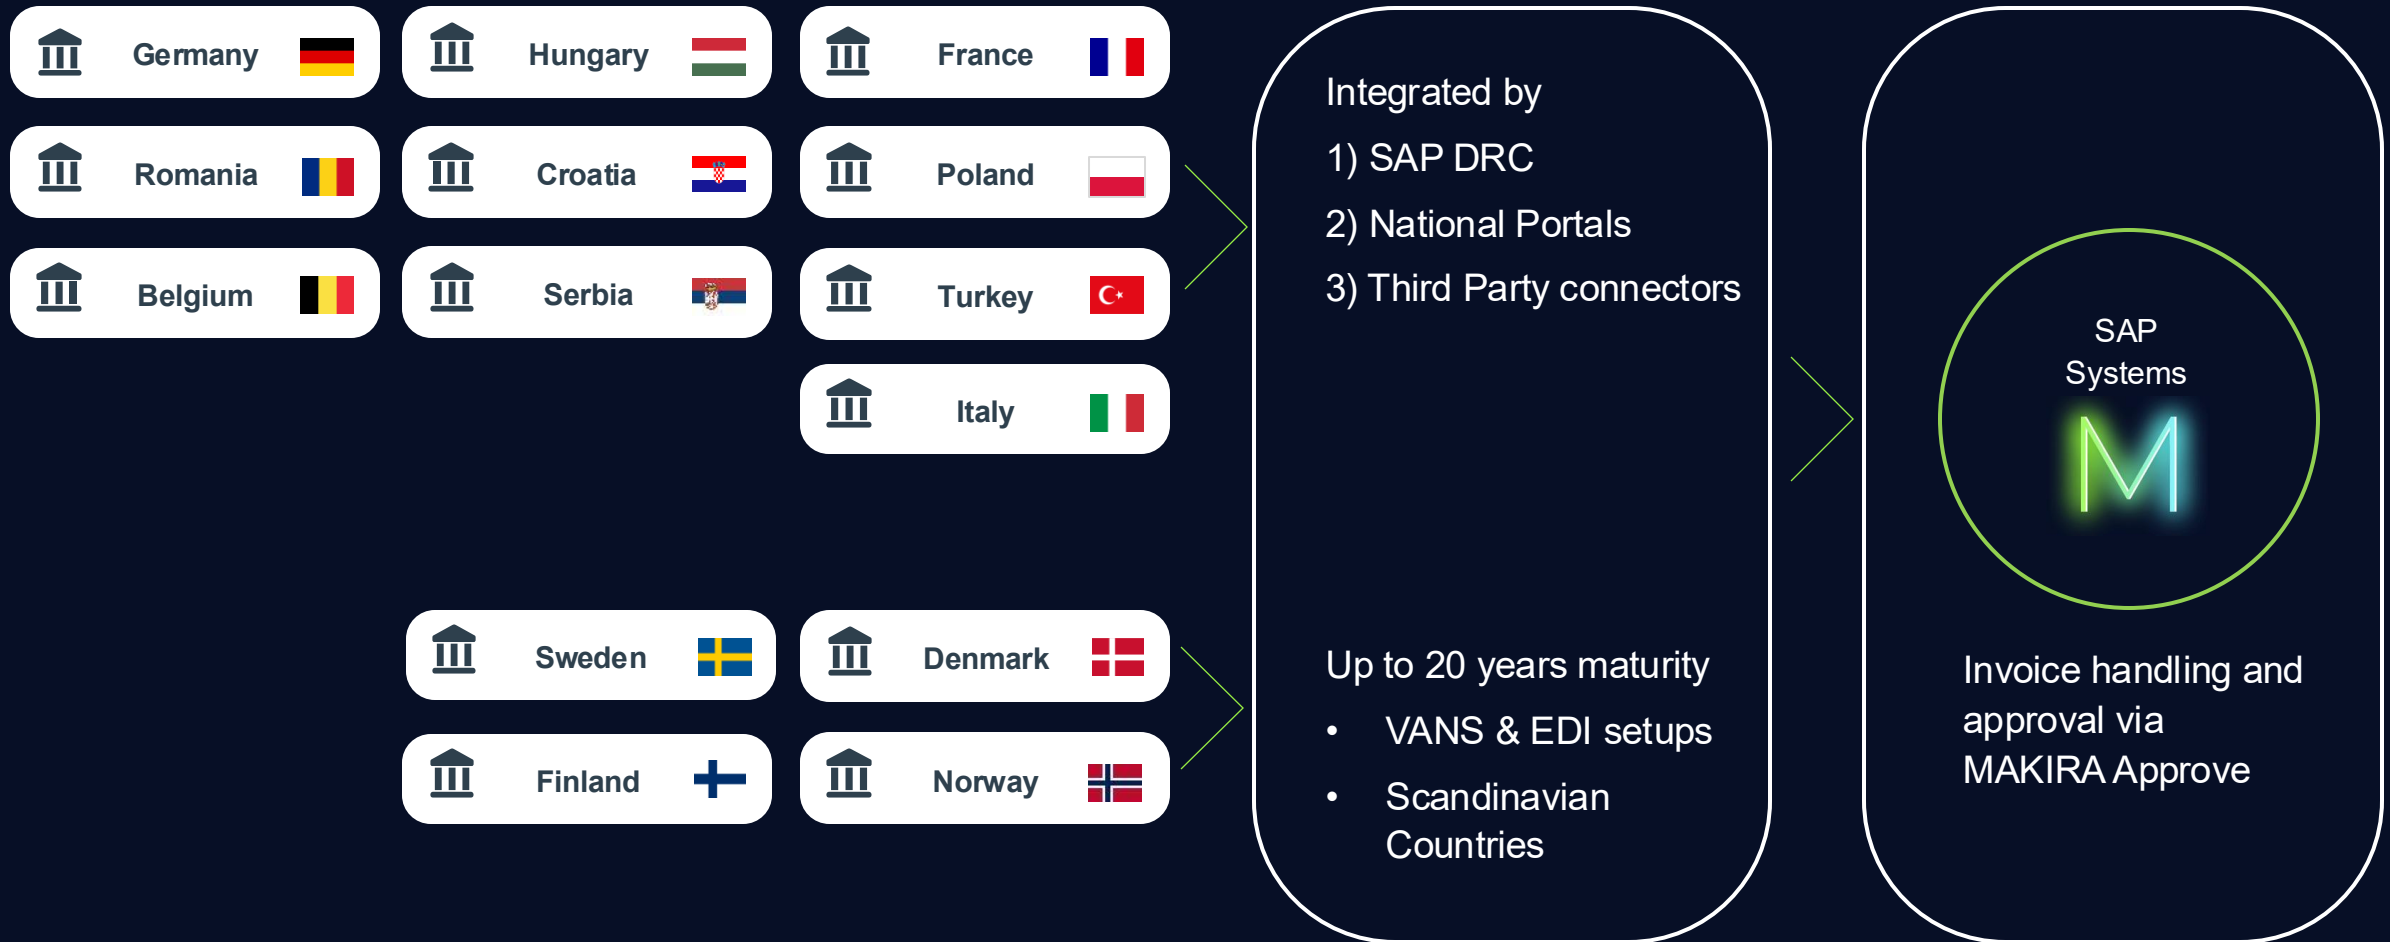 Germany
Hungary
France
Romania
Croatia
Poland
Belgium
Serbia
Turkey
Italy
Sweden
Denmark
Finland
Norway
Integrated by
1) SAP DRC
2) National Portals
3) Third Party connectors
Up to 20 years maturity
• VANS & EDI setups
• Scandinavian
Countries
SAP
Systems
M
Invoice handling and
approval via
MAKIRA Approve